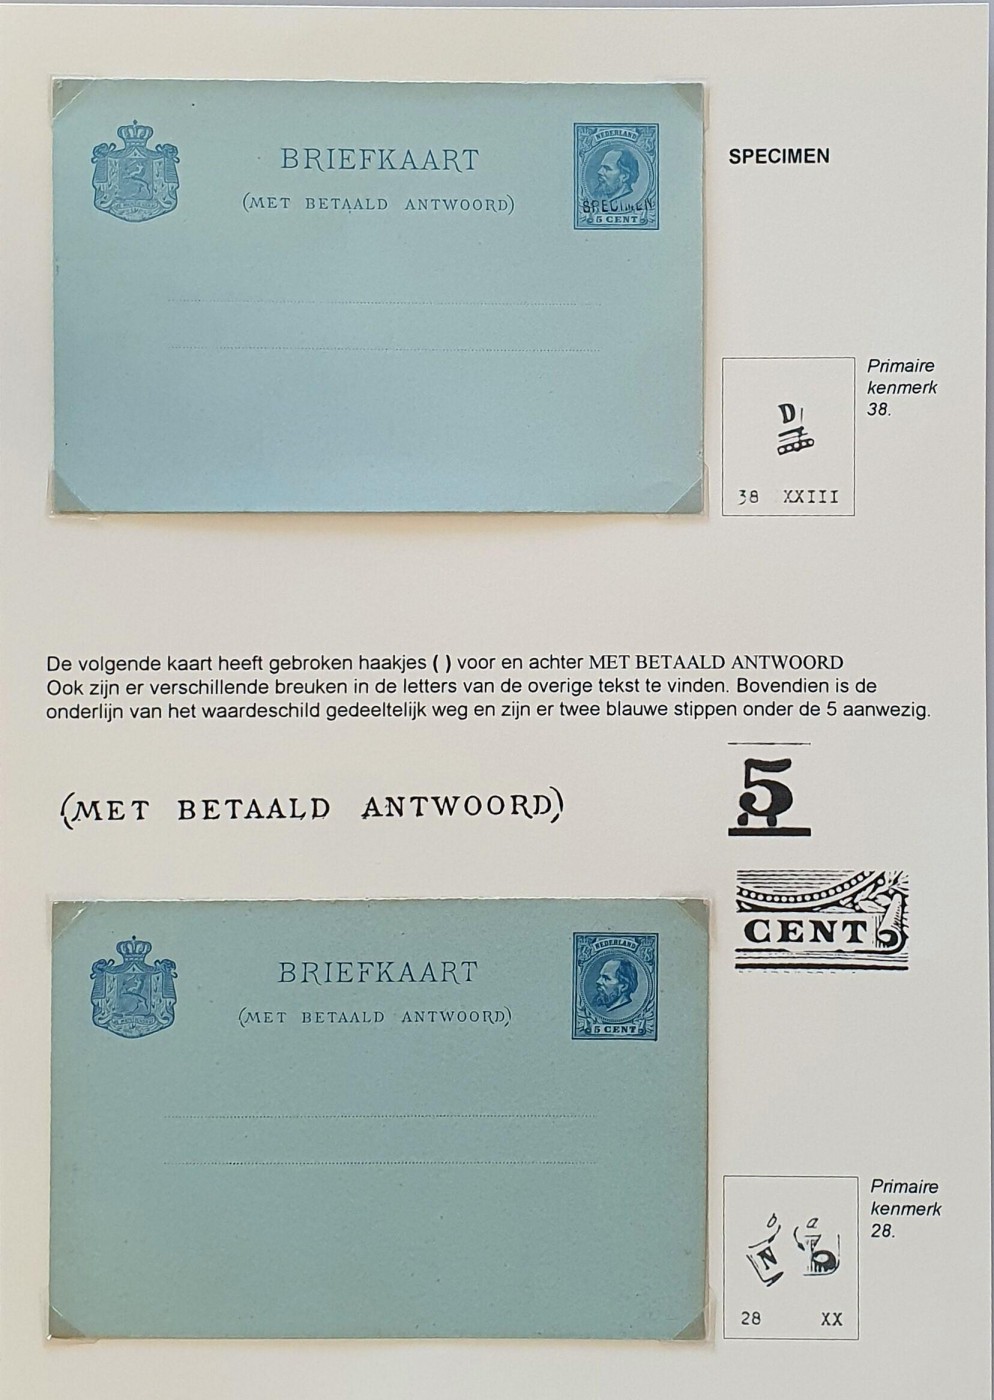 BRIEFKAART
(MET BETAALD ANTWOORD)
NEDERLAND
SPECIMEN
5 CENT
SPECIMEN
Primaire
kenmerk
38.
D
38 XXIII
De volgende kaart heeft gebroken haakjes ( ) voor en achter MET BETAALD ANTWOORD
Ook zijn er verschillende breuken in de letters van de overige tekst te vinden. Bovendien is de
onderlijn van het waardeschild gedeeltelijk weg en zijn er twee blauwe stippen onder de 5 aanwezig.
(MET BETAALD ANTWOORD)
5
CENT
BRIEFKAART
(MET BETAALD ANTWOORD)
NEDERLAND
5 CENT
Primaire
kenmerk
28.
b a
N
28 XX